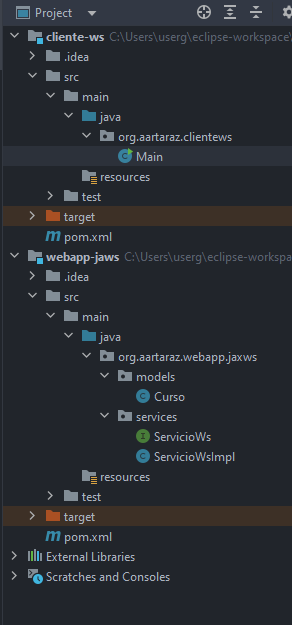 Project
cliente-ws C:\Users\userg\eclipse-workspace\
.idea
src
main
java
org.aartaraz.clientews
Main
resources
test
target
pom.xml
webapp-jaws C:\Users\userg\eclipse-workspa
.idea
src
main
java
org.aartaraz.webapp.jaxws
models
Curso
services
ServicioWs
ServicioWsImpl
resources
test
target
pom.xml
External Libraries
Scratches and Consoles